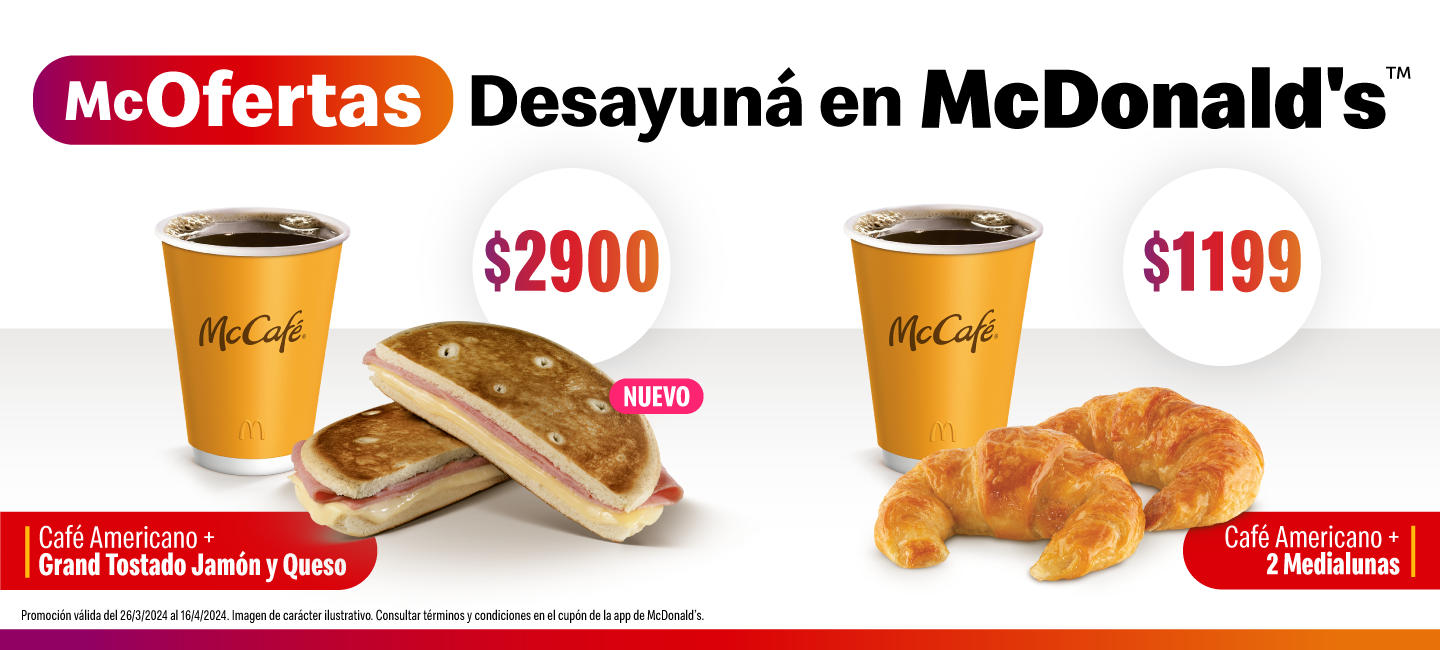 McOfertas Desayuná en McDonald's™
$2900
$1199
McCafé®
McCafé®
NUEVO
Café Americano +
Grand Tostado Jamón y Queso
Café Americano +
2 Medialunas
Promoción válida del 26/3/2024 al 16/4/2024. Imagen de carácter ilustrativo. Consultar términos y condiciones en el cupón de la app de McDonald's.